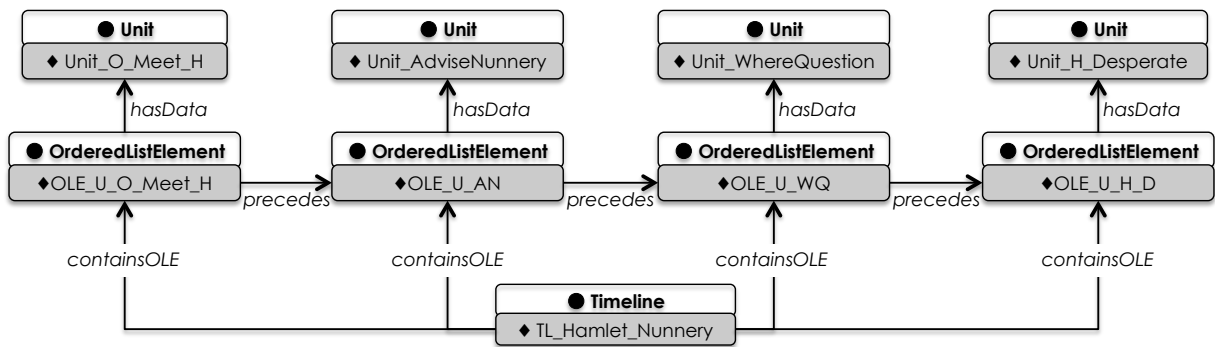 ● Unit ● Unit ● Unit ● Unit
♦ Unit_O_Meet_H ♦ Unit_AdviseNunnery ♦ Unit_WhereQuestion ♦ Unit_H_Desperate
hasData hasData hasData hasData
● OrderedListElement ● OrderedListElement ● OrderedListElement ● OrderedListElement
♦OLE_U_O_Meet_H ♦OLE_U_AN ♦OLE_U_WQ ♦OLE_U_H_D
precedes precedes precedes
containsOLE containsOLE containsOLE containsOLE
● Timeline
♦ TL_Hamlet_Nunnery